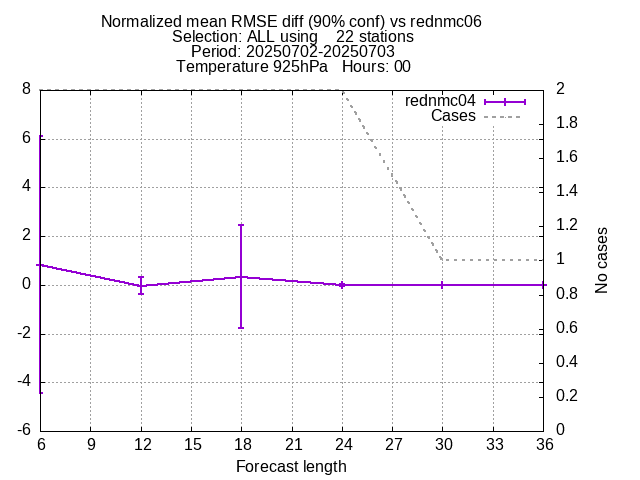 Normalized mean RMSE diff (90% conf) vs rednmc06
Selection: ALL using    22 stations
Period: 20250702-20250703
Temperature 925hPa   Hours: 00
rednmc04
Cases
8
6
4
2
0
-2
-4
-6
2
1.8
1.6
1.4
1.2
1
0.8
0.6
0.4
0.2
0
No cases
6 9 12 15 18 21 24 27 30 33 36
Forecast length